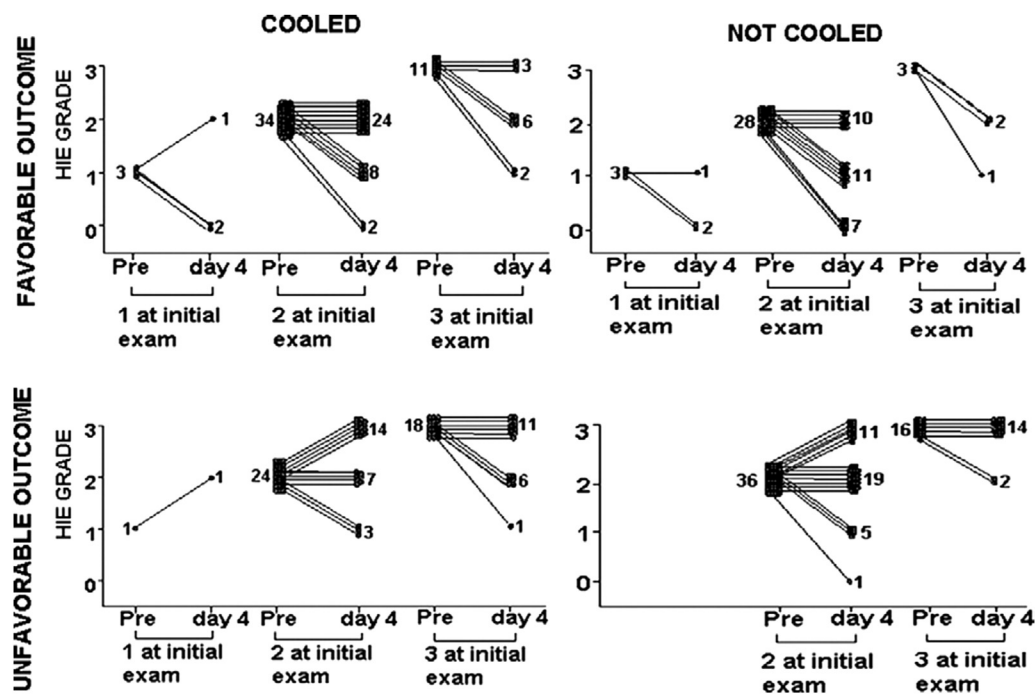 COOLED
NOT COOLED
FAVORABLE OUTCOME
HIE GRADE
3
2
1
0
3
1
2
34
24
8
2
11
3
6
2
Pre day 4 Pre day 4 Pre day 4
1 at initial
exam
2 at initial
exam
3 at initial
exam
3
2
1
0
3
1
2
28
10
11
7
3
2
1
Pre day 4 Pre day 4 Pre day 4
1 at initial
exam
2 at initial
exam
3 at initial
exam
UNFAVORABLE OUTCOME
HIE GRADE
3
2
1
0
1
1
24
14
7
3
18
11
6
1
Pre day 4 Pre day 4 Pre day 4
1 at initial
exam
2 at initial
exam
3 at initial
exam
3
2
1
0
36
11
19
5
1
16
14
2
Pre day 4 Pre day 4
2 at initial
exam
3 at initial
exam